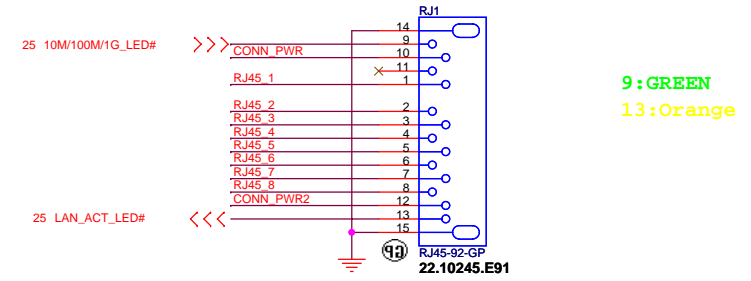 RJ1
14
25 10M/100M/1G_LED#
9
CONN_PWR
10
11
RJ45_1
1
9:GREEN
13:Orange
RJ45_2
2
RJ45_3
3
RJ45_4
4
RJ45_5
5
RJ45_6
6
RJ45_7
7
RJ45_8
8
CONN_PWR2
12
25 LAN_ACT_LED#
13
15
GP
RJ45-92-GP
22.10245.E91